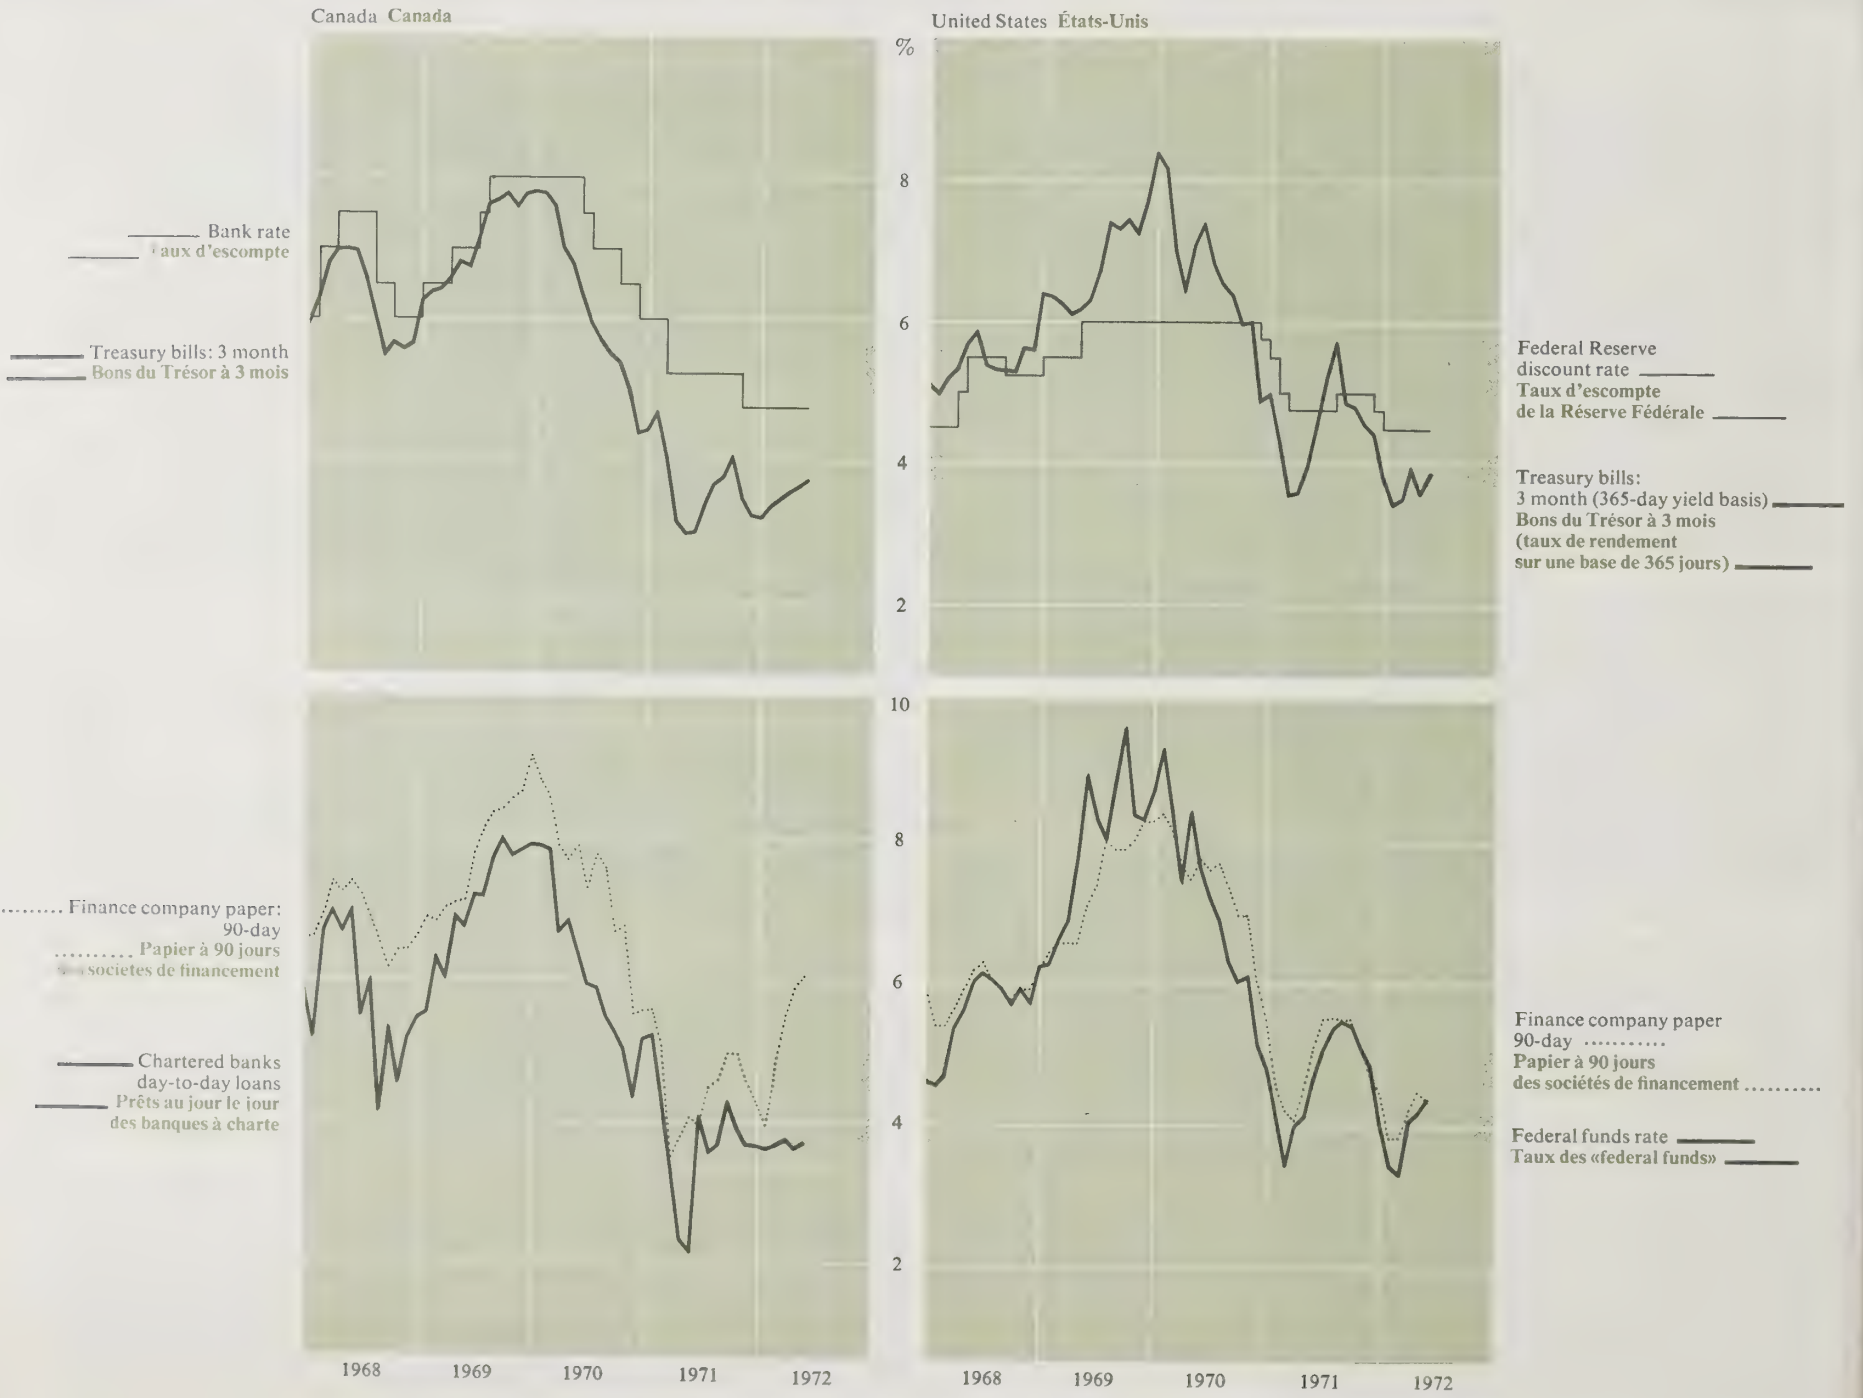 Canada Canada
United States États-Unis
%
8
6
4
2
Bank rate
aux d'escompte
Treasury bills: 3 month
Bons du Trésor à 3 mois
Federal Reserve
discount rate
Taux d'escompte
de la Réserve Fédérale
Treasury bills:
3 month (365-day yield basis)
Bons du Trésor à 3 mois
(taux de rendement
sur une base de 365 jours)
10
8
6
4
2
Finance company paper:
90-day
Papier à 90 jours
societés de financement
Chartered banks
day-to-day loans
Prêts au jour le jour
des banques à charte
Finance company paper
90-day
Papier à 90 jours
des sociétés de financement
Federal funds rate
Taux des «federal funds»
1968 1969 1970 1971 1972
1968 1969 1970 1971 1972